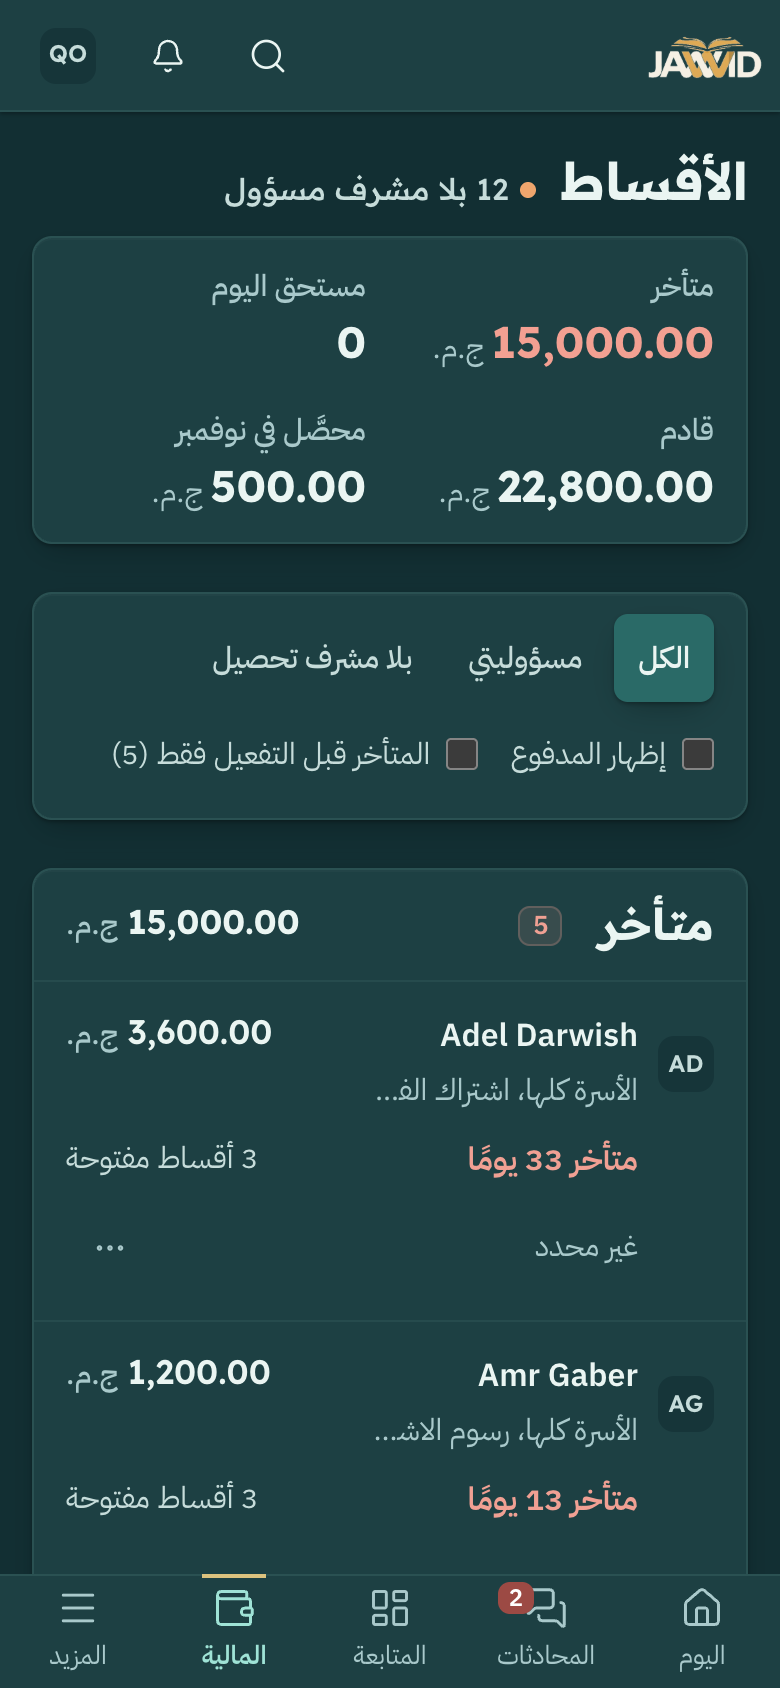 JAWID
QO
الأقساط 12 بلا مشرف مسؤول
متأخر
15,000.00 ج.م.
مستحق اليوم
0
قادم
22,800.00 ج.م.
محصَّل في نوفمبر
500.00 ج.م.
الكل مسؤوليتي بلا مشرف تحصيل
إظهار المدفوع المتأخر قبل التفعيل فقط (5)
متأخر 5 15,000.00 ج.م.
AD Adel Darwish 3,600.00 ج.م.
الأسرة كلها، اشتراك الف...
متأخر 33 يومًا 3 أقساط مفتوحة
غير محدد
AG Amr Gaber 1,200.00 ج.م.
الأسرة كلها، رسوم الاش...
متأخر 13 يومًا 3 أقساط مفتوحة
2
اليوم المحادثات المتابعة المالية المزيد